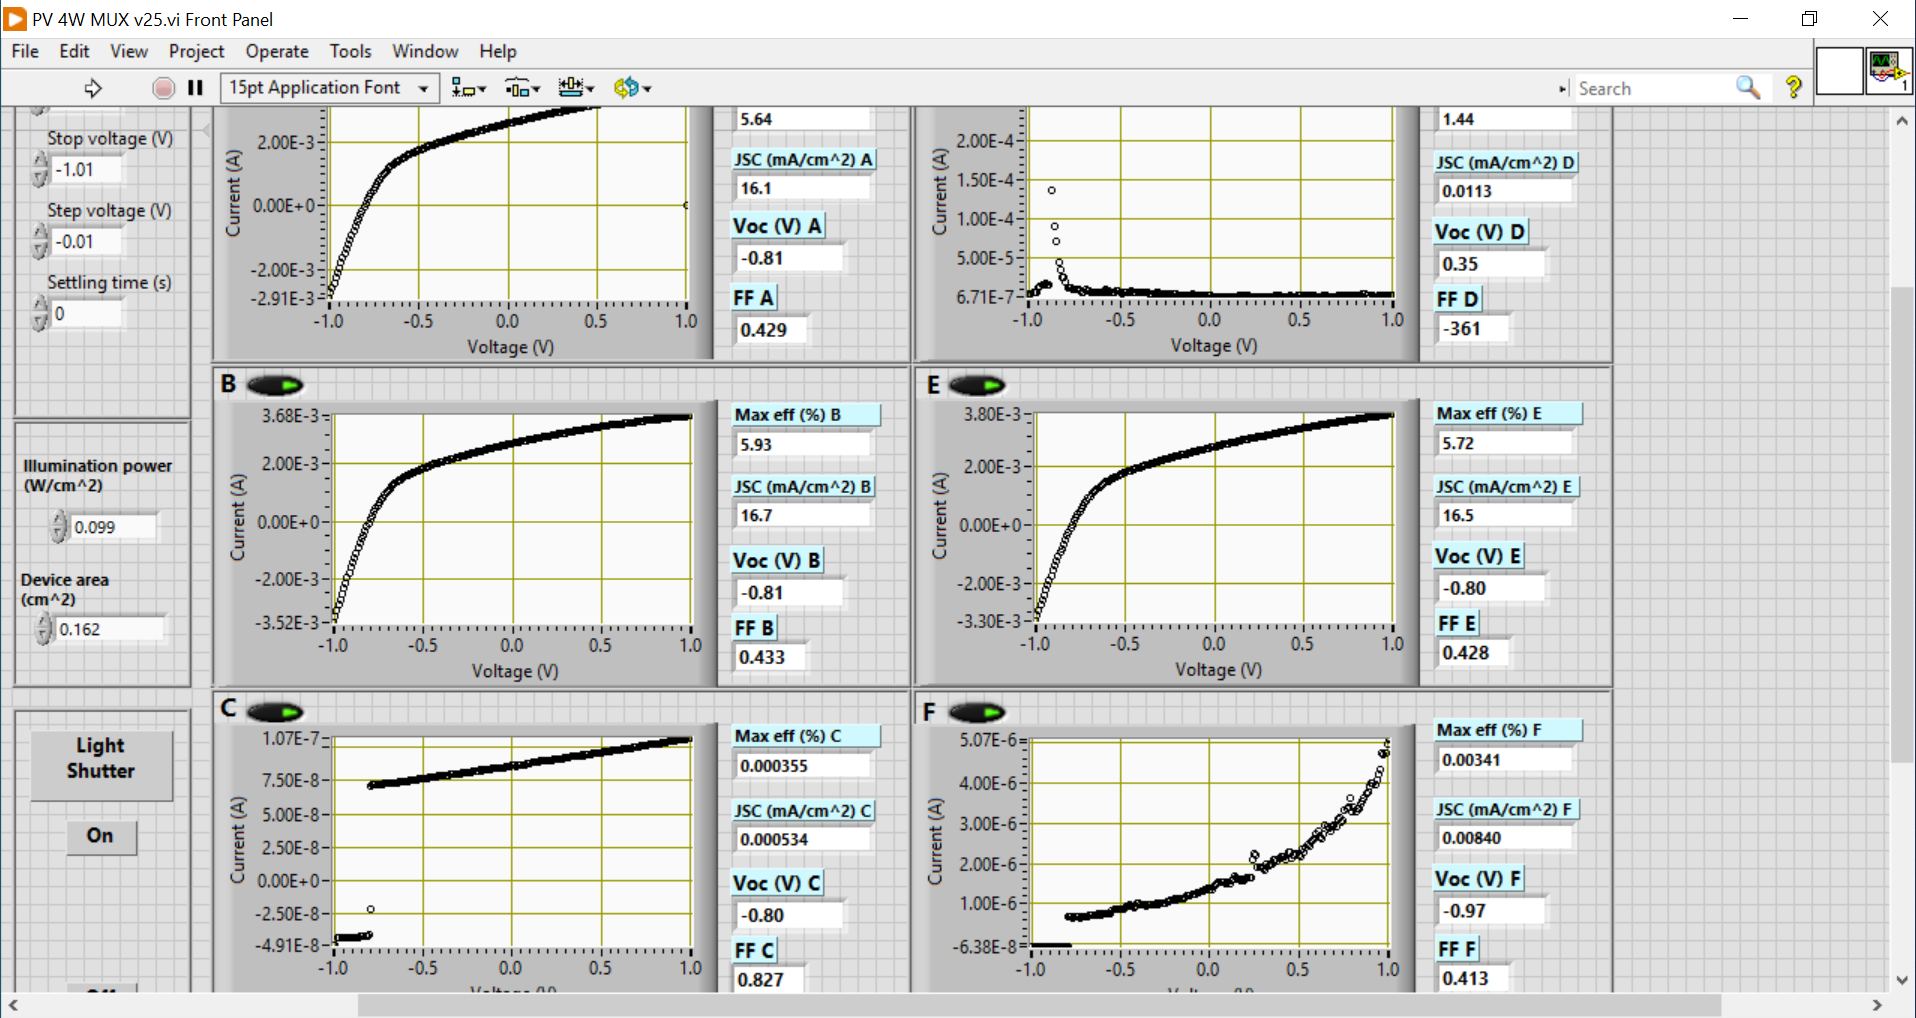 PV 4W MUX v25.vi Front Panel
File Edit View Project Operate Tools Window Help
15pt Application Font
Search
1
Stop voltage (V)
-1.01
Step voltage (V)
-0.01
Settling time (s)
0
Illumination power
(W/cm^2)
0.099
Device area
(cm^2)
0.162
Light
Shutter
On
Current (A)
2.00E-3
0.00E+0
-2.00E-3
-2.91E-3
-1.0 -0.5 0.0 0.5 1.0
Voltage (V)
5.64
JSC (mA/cm^2) A
16.1
Voc (V) A
-0.81
FF A
0.429
Current (A)
2.00E-4
1.50E-4
1.00E-4
5.00E-5
6.71E-7
-1.0 -0.5 0.0 0.5 1.0
Voltage (V)
1.44
JSC (mA/cm^2) D
0.0113
Voc (V) D
0.35
FF D
-361
B
Current (A)
3.68E-3
2.00E-3
0.00E+0
-2.00E-3
-3.52E-3
-1.0 -0.5 0.0 0.5 1.0
Voltage (V)
Max eff (%) B
5.93
JSC (mA/cm^2) B
16.7
Voc (V) B
-0.81
FF B
0.433
E
Current (A)
3.80E-3
2.00E-3
0.00E+0
-2.00E-3
-3.30E-3
-1.0 -0.5 0.0 0.5 1.0
Voltage (V)
Max eff (%) E
5.72
JSC (mA/cm^2) E
16.5
Voc (V) E
-0.80
FF E
0.428
C
Current (A)
1.07E-7
7.50E-8
5.00E-8
2.50E-8
0.00E+0
-2.50E-8
-4.91E-8
-1.0 -0.5 0.0 0.5 1.0
Max eff (%) C
0.000355
JSC (mA/cm^2) C
0.000534
Voc (V) C
-0.80
FF C
0.827
F
Current (A)
5.07E-6
4.00E-6
3.00E-6
2.00E-6
1.00E-6
-6.38E-8
-1.0 -0.5 0.0 0.5 1.0
Max eff (%) F
0.00341
JSC (mA/cm^2) F
0.00840
Voc (V) F
-0.97
FF F
0.413